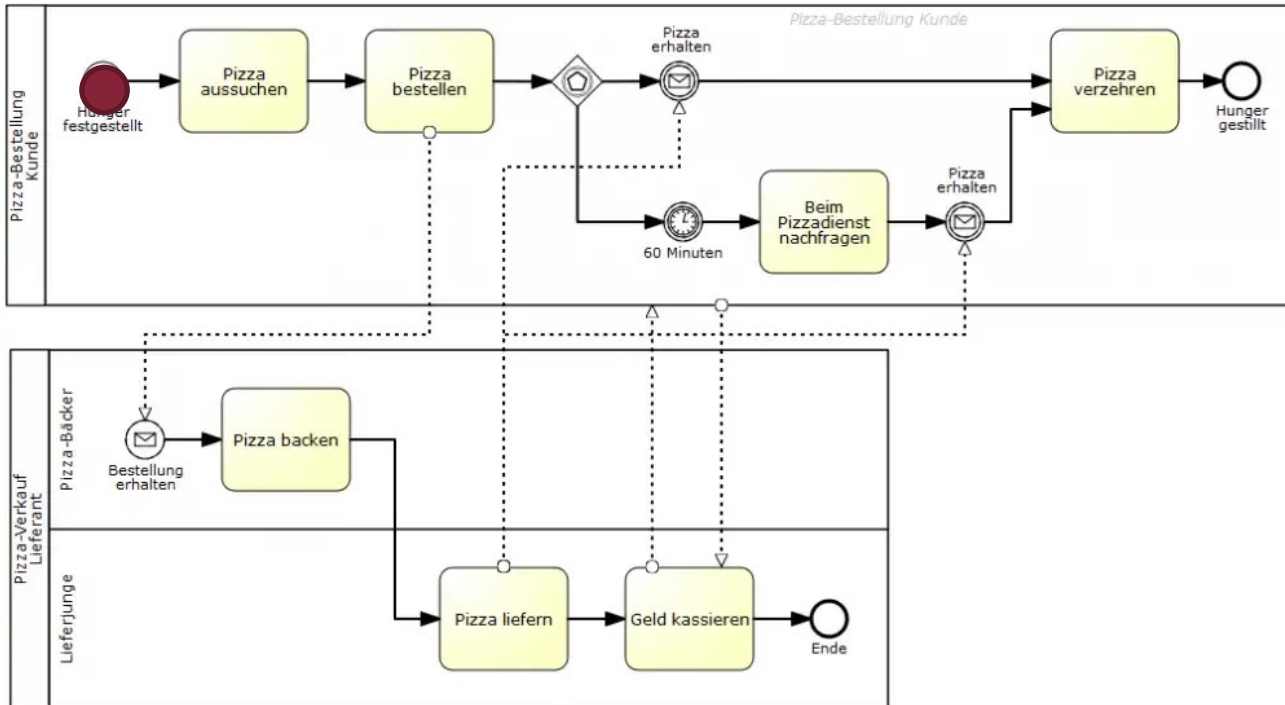 Pizza-Bestellung Kunde
Pizza-Bestellung
Kunde
Hunger
festgestellt
Pizza
aussuchen
Pizza
bestellen
Pizza
erhalten
Pizza
verzehren
Hunger
gestillt
60 Minuten
Beim
Pizzadienst
nachfragen
Pizza
erhalten
Pizza-Verkauf
Lieferant
Pizza-Bäcker
Bestellung
erhalten
Pizza backen
Lieferjunge
Pizza liefern
Geld kassieren
Ende